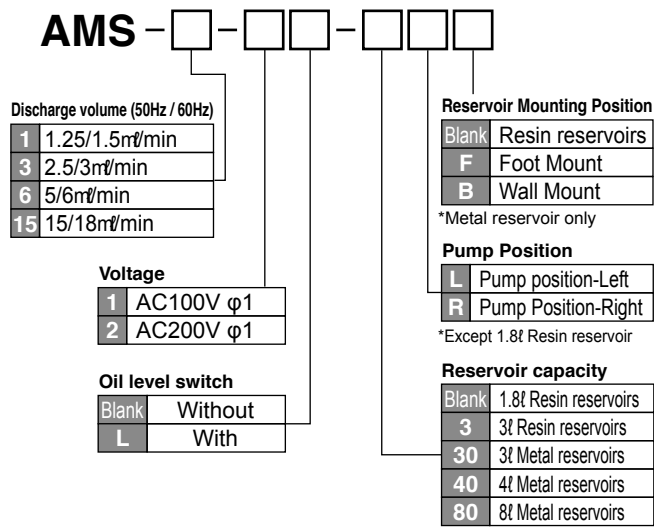 AMS-□-□□-□□□
Discharge volume (50Hz / 60Hz)
1 1.25/1.5mℓ/min
3 2.5/3mℓ/min
6 5/6mℓ/min
15 15/18mℓ/min
Voltage
1 AC100V φ1
2 AC200V φ1
Oil level switch
Blank Without
L With
Reservoir Mounting Position
Blank Resin reservoirs
F Foot Mount
B Wall Mount
*Metal reservoir only
Pump Position
L Pump position-Left
R Pump Position-Right
*Except 1.8ℓ Resin reservoir
Reservoir capacity
Blank 1.8ℓ Resin reservoirs
3 3ℓ Resin reservoirs
30 3ℓ Metal reservoirs
40 4ℓ Metal reservoirs
80 8ℓ Metal reservoirs